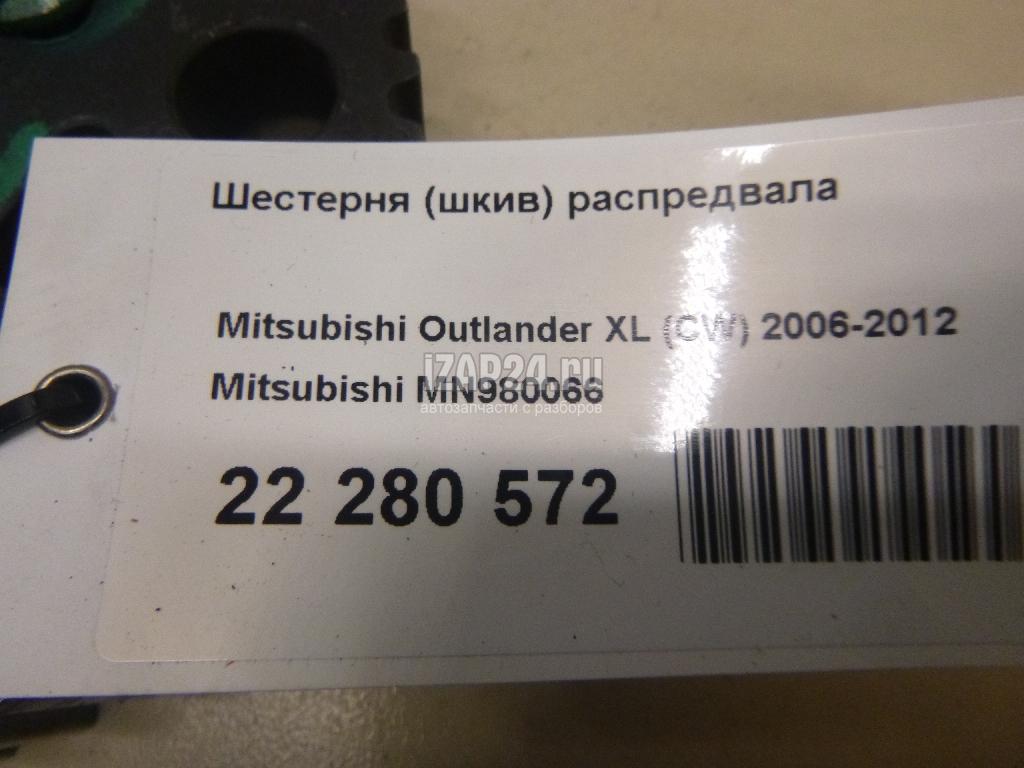 Шестерня (шкив) распредвала
Mitsubishi Outlander XL (CW) 2006-2012
iZAP24.ru
Mitsubishi MN980066
автозапчасти с разборов
22 280 572